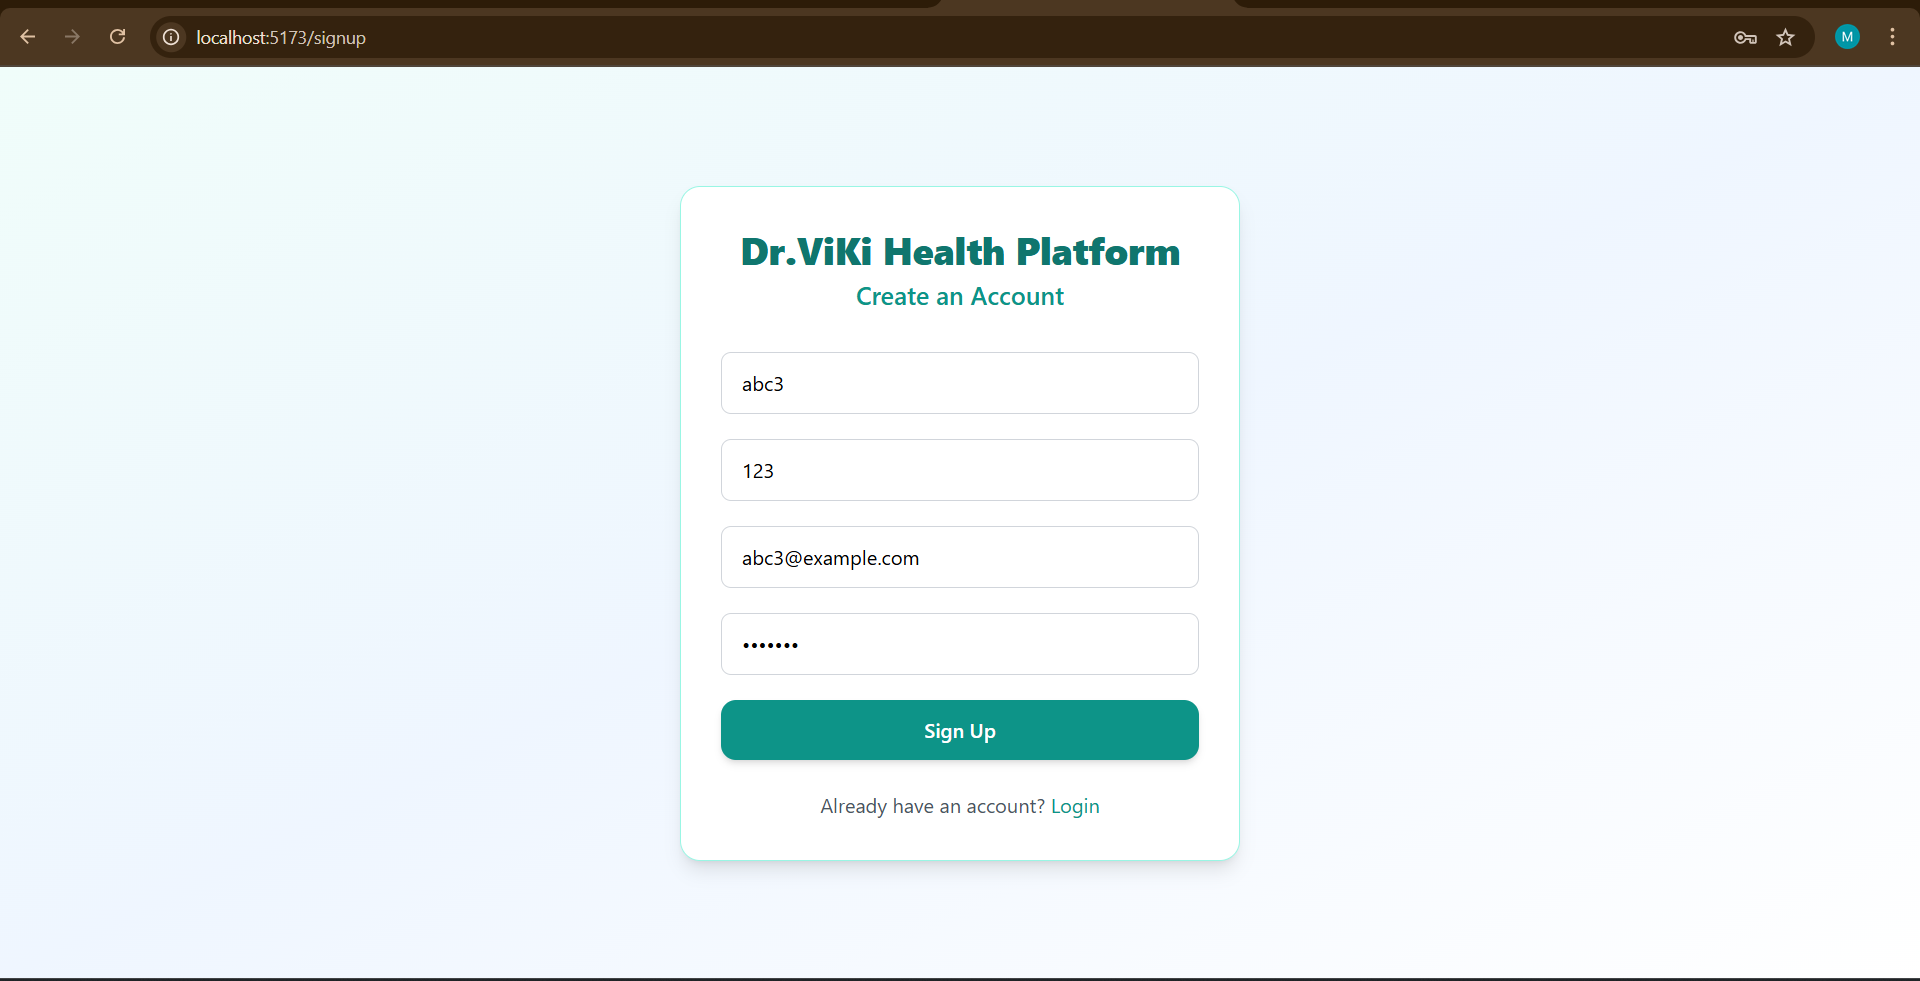 localhost:5173/signup
M
Dr.ViKi Health Platform
Create an Account
abc3
123
abc3@example.com
•••••••
Sign Up
Already have an account? Login